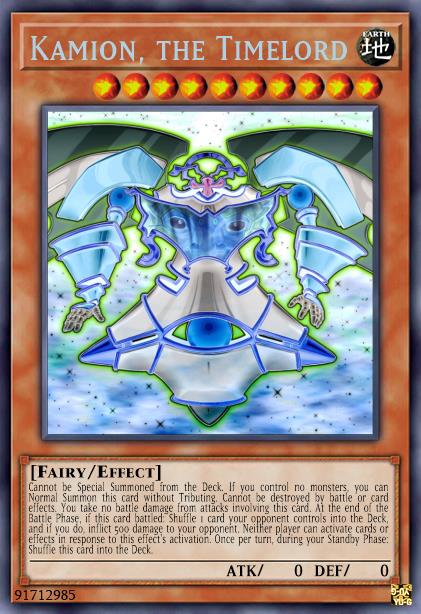 Kamion, the Timelord
EARTH
地
[Fairy/Effect]
Cannot be Special Summoned from the Deck. If you control no monsters, you can
Normal Summon this card without Tributing. Cannot be destroyed by battle or card
effects. You take no battle damage from attacks involving this card. At the end of the
Battle Phase, if this card battled: Shuffle 1 card your opponent controls into the Deck,
and if you do, inflict 500 damage to your opponent. Neither player can activate cards or
effects in response to this effect's activation. Once per turn, during your Standby Phase:
Shuffle this card into the Deck.
ATK/ 0 DEF/ 0
91712985